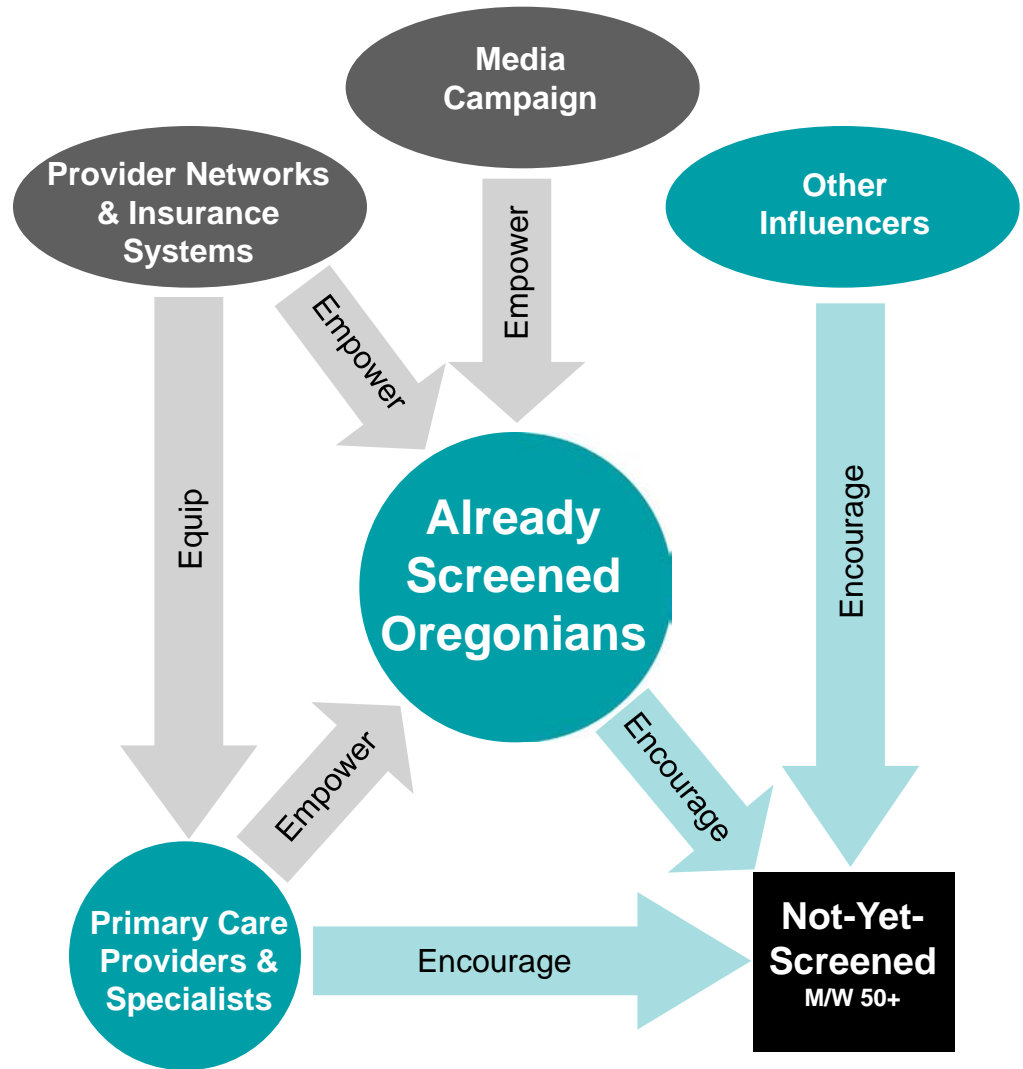 Media
Campaign
Provider Networks
& Insurance
Systems
Other
Influencers
Empower
Empower
Equip
Encourage
Already
Screened
Oregonians
Empower
Encourage
Primary Care
Providers &
Specialists
Encourage
Not-Yet-
Screened
M/W 50+